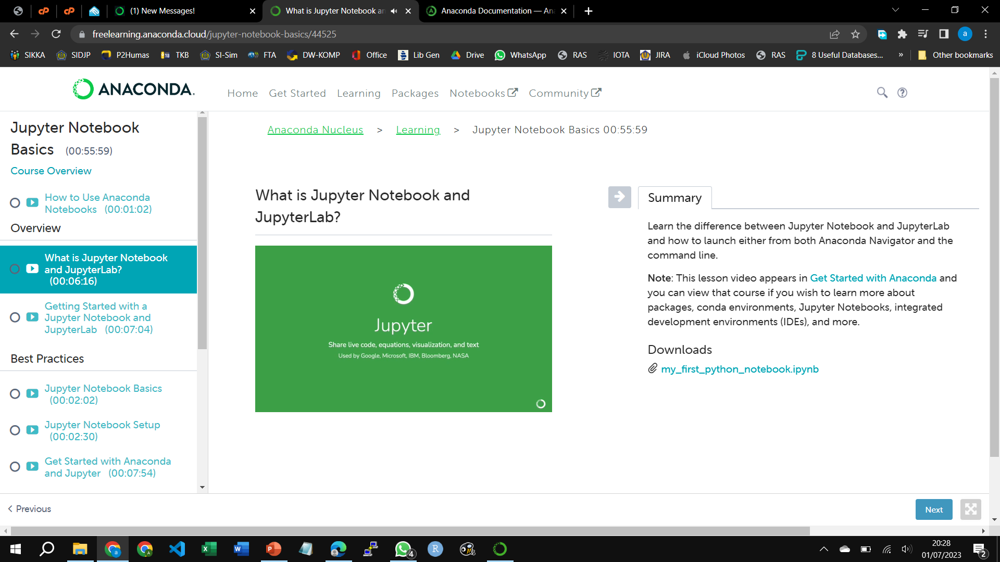 (1) New Messages!
What is Jupyter Notebook an
Anaconda Documentation — An
freelearning.anaconda.cloud/jupyter-notebook-basics/44525
a
SIKKA
SIDJP
P2Humas
TKB
SI-Sim
FTA
DW-KOMP
Office
Lib Gen
Drive
WhatsApp
RAS
IOTA
JIRA
iCloud Photos
RAS
8 Useful Databases...
»
Other bookmarks
ANACONDA.
Home
Get Started
Learning
Packages
Notebooks
Community
Jupyter Notebook
Basics (00:55:59)
Course Overview
How to Use Anaconda
Notebooks (00:01:02)
Overview
What is Jupyter Notebook
and JupyterLab?
(00:06:16)
Getting Started with a
Jupyter Notebook and
JupyterLab (00:07:04)
Best Practices
Jupyter Notebook Basics
(00:02:02)
Jupyter Notebook Setup
(00:02:30)
Get Started with Anaconda
and Jupyter (00:07:54)
Anaconda Nucleus > Learning > Jupyter Notebook Basics 00:55:59
What is Jupyter Notebook and
JupyterLab?
Jupyter
Share live code, equations, visualization, and text
Used by Google, Microsoft, IBM, Bloomberg, NASA
Summary
Learn the difference between Jupyter Notebook and JupyterLab
and how to launch either from both Anaconda Navigator and the
command line.
Note: This lesson video appears in Get Started with Anaconda and
you can view that course if you wish to learn more about
packages, conda environments, Jupyter Notebooks, integrated
development environments (IDEs), and more.
Downloads
my_first_python_notebook.ipynb
< Previous
Next
4
20:28
01/07/2023
2